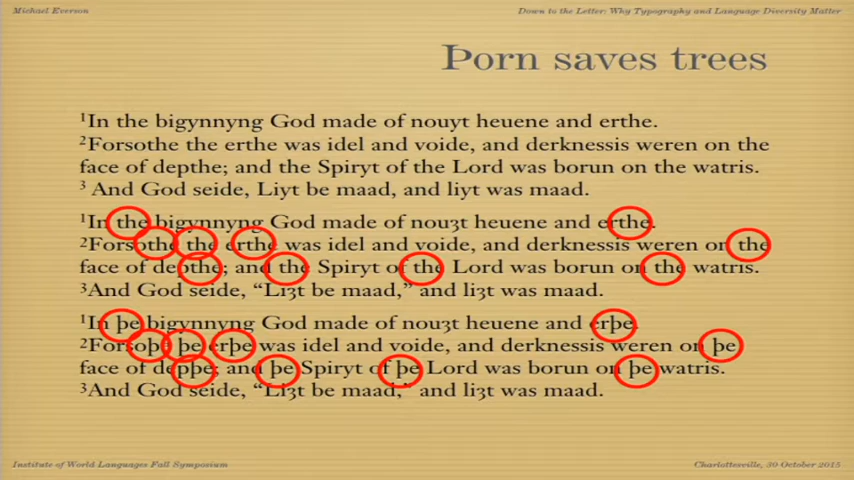 Michael Everson
Down to the Letter: Why Typography and Language Diversity Matter
Þorn saves trees
¹In the bigynnyng God made of nouyt heuene and erthe.
²Forsothe the erthe was idel and voide, and derknessis weren on the
face of depthe; and the Spiryt of the Lord was borun on the watris.
³ And God seide, Liyt be maad, and liyt was maad.
¹In the bigynnyng God made of nouȝt heuene and erthe.
²Forsothe the erthe was idel and voide, and derknessis weren on the
face of depthe; and the Spiryt of the Lord was borun on the watris.
³And God seide, “Liȝt be maad,” and liȝt was maad.
¹In þe bigynnyng God made of nouȝt heuene and erþe.
²Forsoþe þe erþe was idel and voide, and derknessis weren on þe
face of depþe; and þe Spiryt of þe Lord was borun on þe watris.
³And God seide, “Liȝt be maad,” and liȝt was maad.
Institute of World Languages Fall Symposium
Charlottesville, 30 October 2015